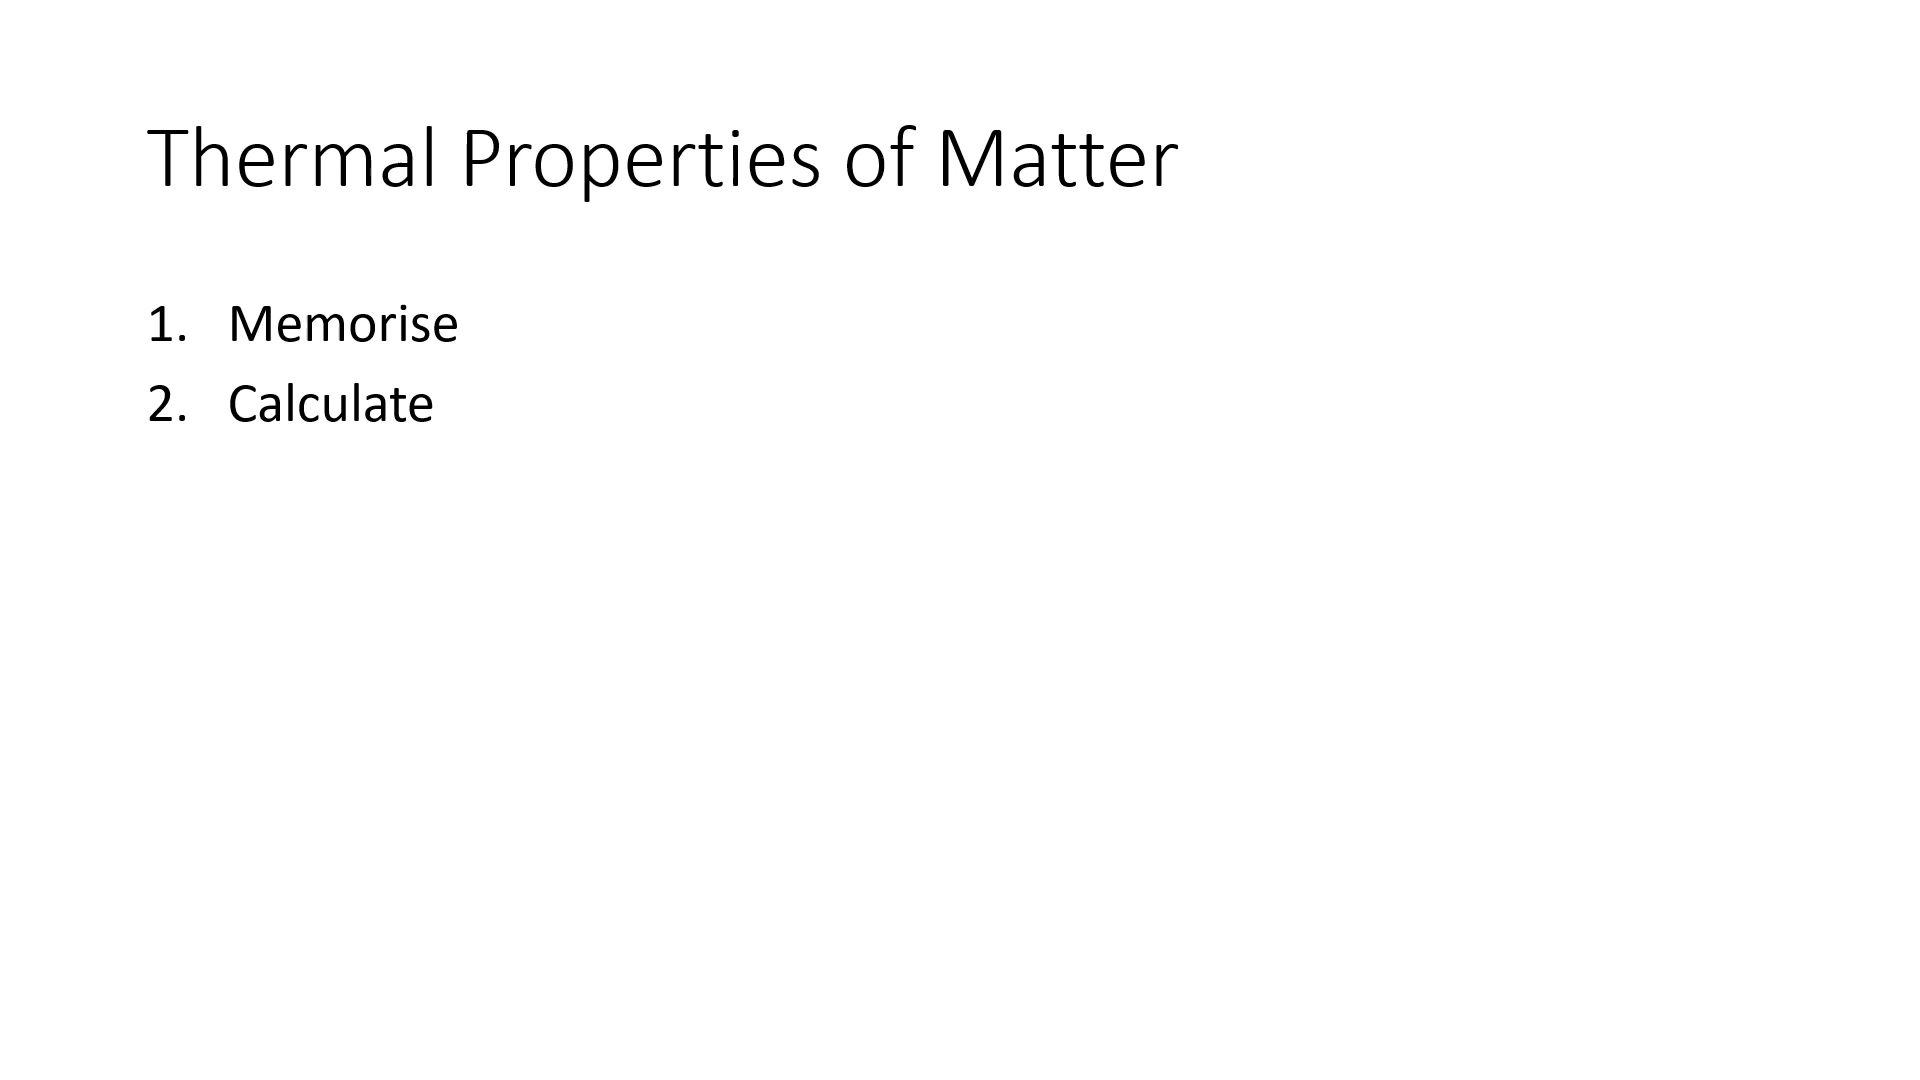 Thermal Properties of Matter
1. Memorise
2. Calculate